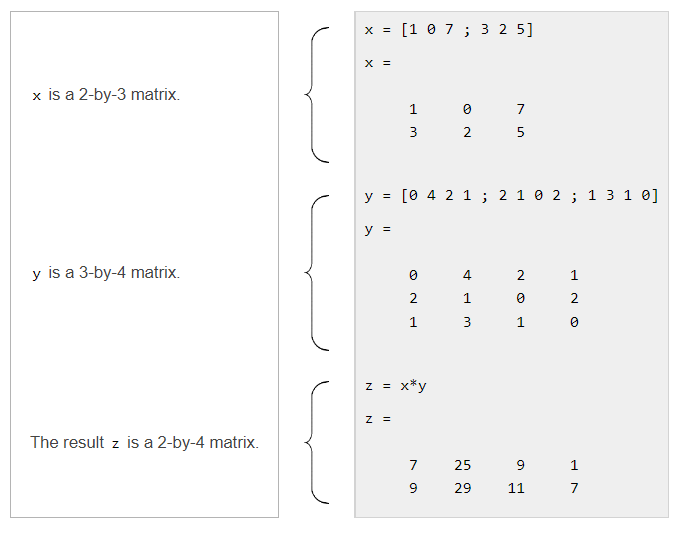 x = [1 0 7 ; 3 2 5]
x =
x is a 2-by-3 matrix.
1 0 7
3 2 5
y = [0 4 2 1 ; 2 1 0 2 ; 1 3 1 0]
y =
y is a 3-by-4 matrix.
0 4 2 1
2 1 0 2
1 3 1 0
z = x*y
z =
The result z is a 2-by-4 matrix.
7 25 9 1
9 29 11 7